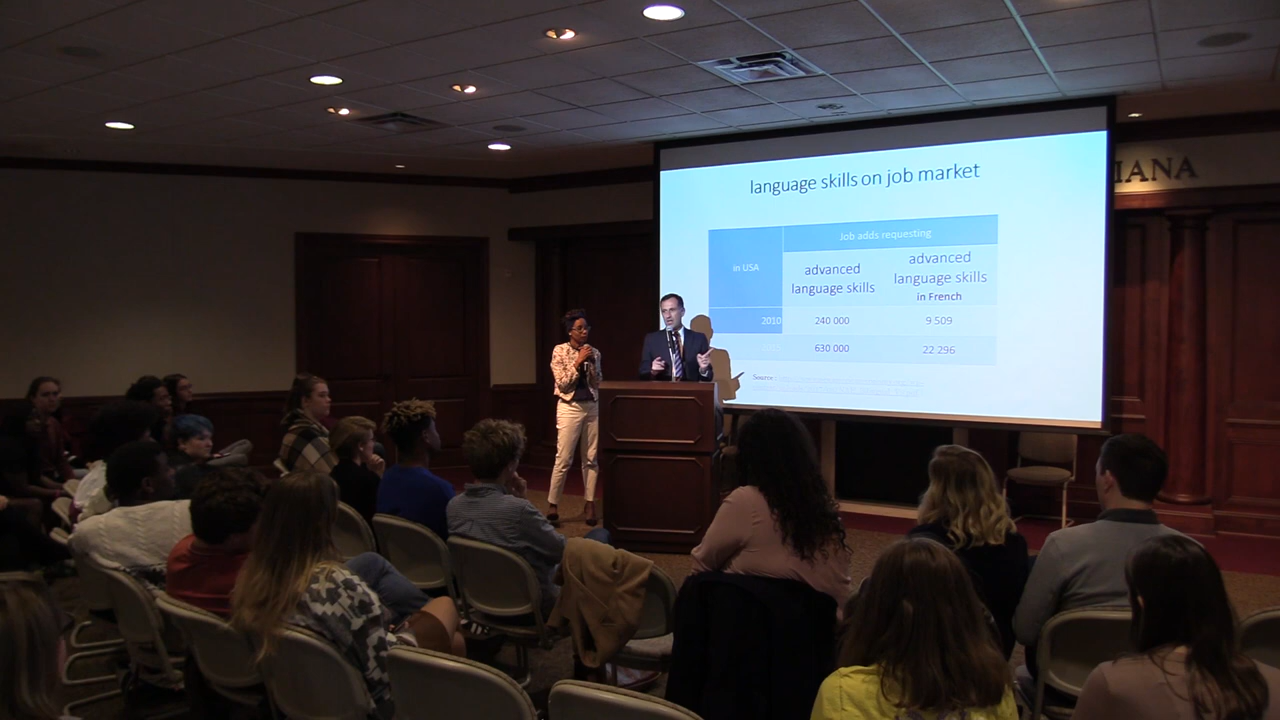 language skills on job market
Job adds requesting
in USA
advanced
language skills
advanced
language skills
in French
2010
240 000
9 509
630 000
22 296
Source :
IANA